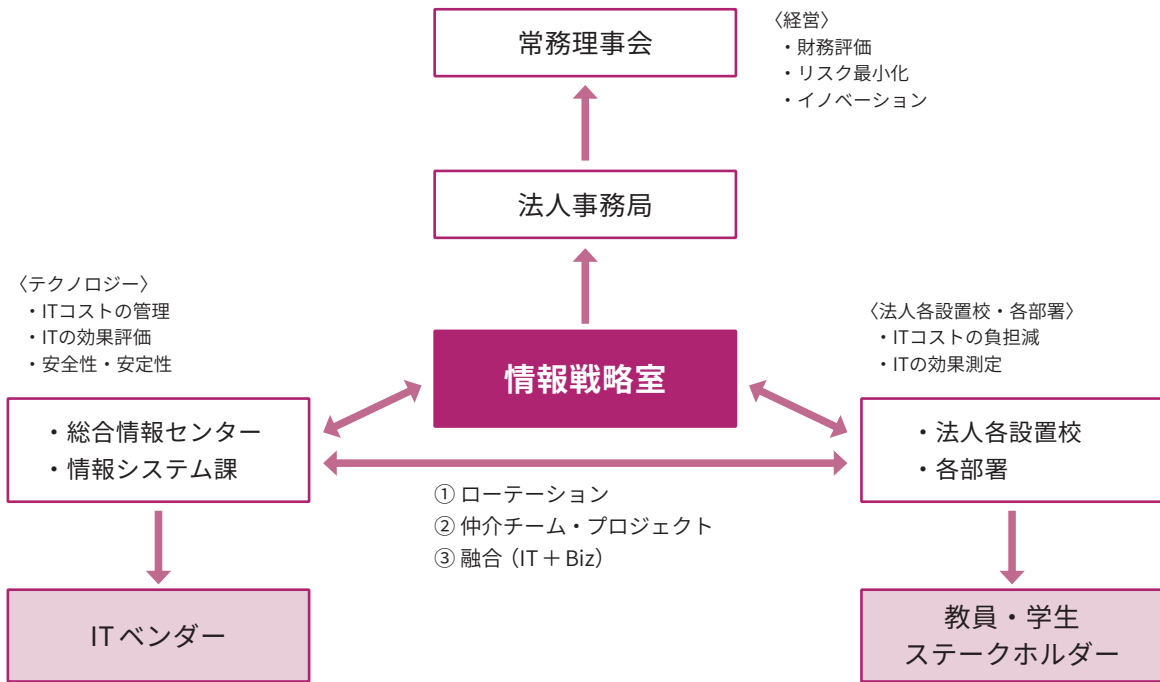 常務理事会
〈経営〉
・財務評価
・リスク最小化
・イノベーション
法人事務局
〈テクノロジー〉
・ITコストの管理
・ITの効果評価
・安全性・安定性
情報戦略室
〈法人各設置校・各部署〉
・ITコストの負担減
・ITの効果測定
・総合情報センター
・情報システム課
・法人各設置校
・各部署
① ローテーション
② 仲介チーム・プロジェクト
③ 融合（IT＋Biz）
IT ベンダー
教員・学生
ステークホルダー